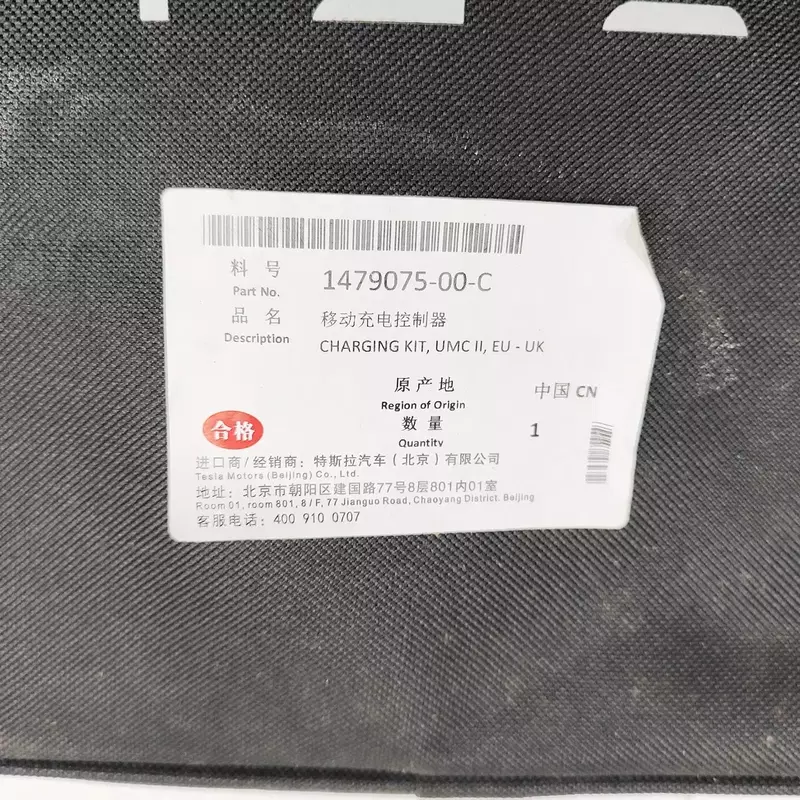 料 号
Part No.
1479075-00-C
品 名
Description
移动充电控制器
CHARGING KIT, UMC II, EU - UK
原产地
Region of Origin
中国 CN
数量
Quantity
1
合格
进口商/经销商：特斯拉汽车（北京）有限公司
Tesla Motors (Beijing) Co., Ltd.
地址：北京市朝阳区建国路77号8层801内01室
Room 01, room 801, 8 / F, 77 Jianguo Road, Chaoyang District. Beijing
客服电话：400 910 0707